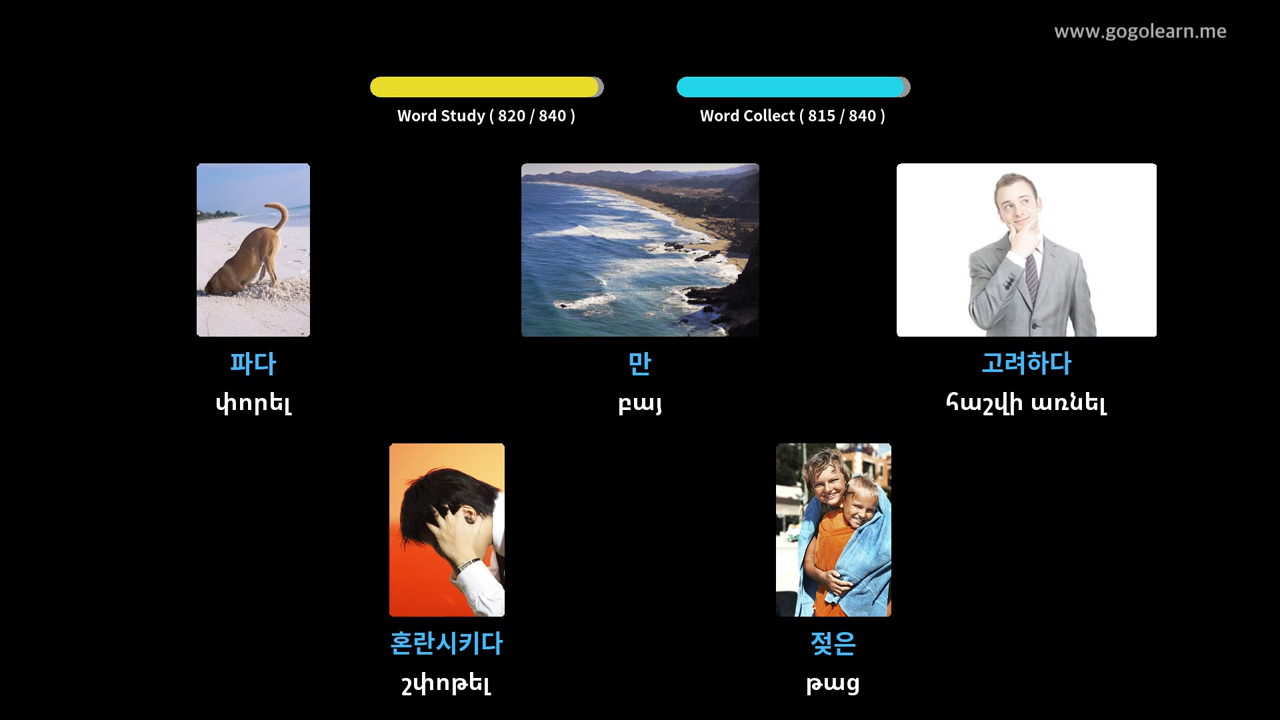 www.gogolearn.me
Word Study ( 820 / 840 )
Word Collect ( 815 / 840 )
파다
փորել
만
բայ
고려하다
հաշվի առնել
혼란시키다
շփոթել
젖은
թաց